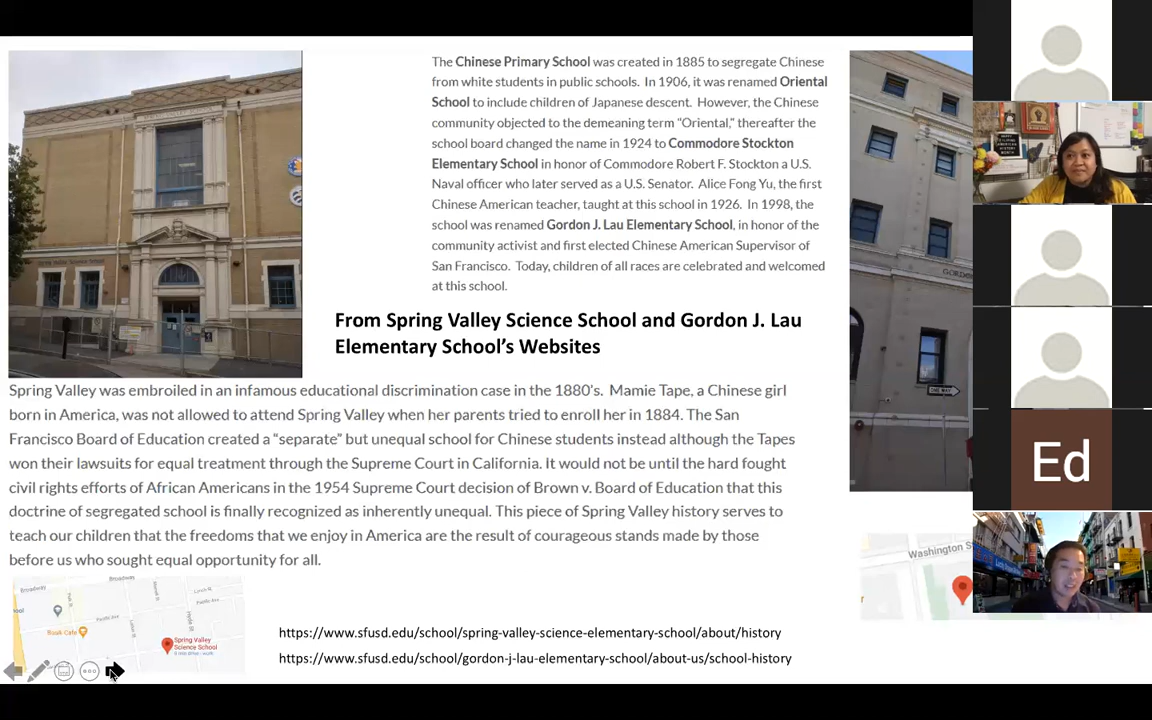 The Chinese Primary School was created in 1885 to segregate Chinese
from white students in public schools. In 1906, it was renamed Oriental
School to include children of Japanese descent. However, the Chinese
community objected to the demeaning term “Oriental,” thereafter the
school board changed the name in 1924 to Commodore Stockton
Elementary School in honor of Commodore Robert F. Stockton a U.S.
Naval officer who later served as a U.S. Senator. Alice Fong Yu, the first
Chinese American teacher, taught at this school in 1926. In 1998, the
school was renamed Gordon J. Lau Elementary School, in honor of the
community activist and first elected Chinese American Supervisor of
San Francisco. Today, children of all races are celebrated and welcomed
at this school.
From Spring Valley Science School and Gordon J. Lau
Elementary School’s Websites
Spring Valley was embroiled in an infamous educational discrimination case in the 1880's. Mamie Tape, a Chinese girl
born in America, was not allowed to attend Spring Valley when her parents tried to enroll her in 1884. The San
Francisco Board of Education created a “separate” but unequal school for Chinese students instead although the Tapes
won their lawsuits for equal treatment through the Supreme Court in California. It would not be until the hard fought
civil rights efforts of African Americans in the 1954 Supreme Court decision of Brown v. Board of Education that this
doctrine of segregated school is finally recognized as inherently unequal. This piece of Spring Valley history serves to
teach our children that the freedoms that we enjoy in America are the result of courageous stands made by those
before us who sought equal opportunity for all.
https://www.sfusd.edu/school/spring-valley-science-elementary-school/about/history
https://www.sfusd.edu/school/gordon-j-lau-elementary-school/about-us/school-history
Broadway
Broadway
Pacific Ave
Spring Valley
Science School
Washington S
ONE WAY
Ed